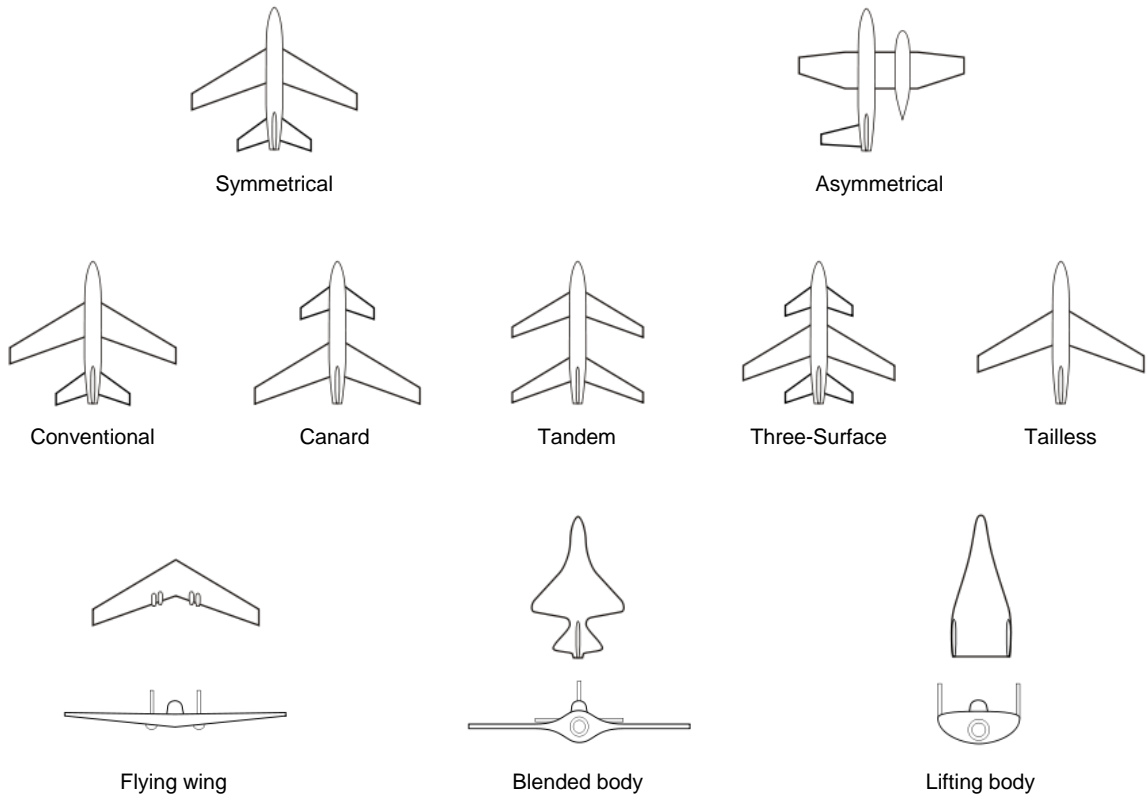 Symmetrical
Asymmetrical
Conventional
Canard
Tandem
Three-Surface
Tailless
Flying wing
Blended body
Lifting body